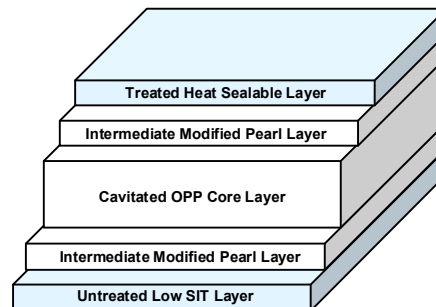 Treated Heat Sealable Layer
Intermediate Modified Pearl Layer
Cavitated OPP Core Layer
Intermediate Modified Pearl Layer
Untreated Low SIT Layer